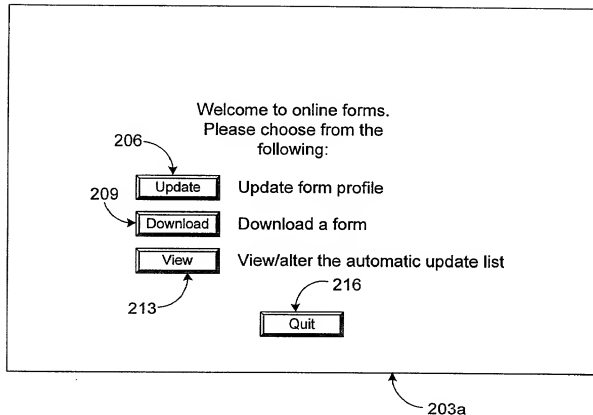 Welcome to online forms.
Please choose from the
following:
206
Update Update form profile
209
Download Download a form
View View/alter the automatic update list
213
216
Quit
203a